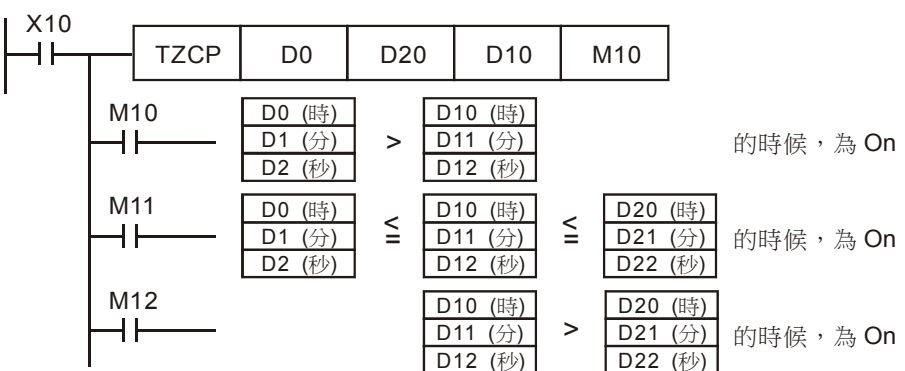 X10
TZCP D0 D20 D10 M10
M10
D0 (時) D10 (時)
D1 (分) > D11 (分) 的時候，為 On
D2 (秒) D12 (秒)
M11
D0 (時) D10 (時) D20 (時)
D1 (分) ≦ D11 (分) ≦ D21 (分) 的時候，為 On
D2 (秒) D12 (秒) D22 (秒)
M12
D10 (時) D20 (時)
D11 (分) > D21 (分) 的時候，為 On
D12 (秒) D22 (秒)